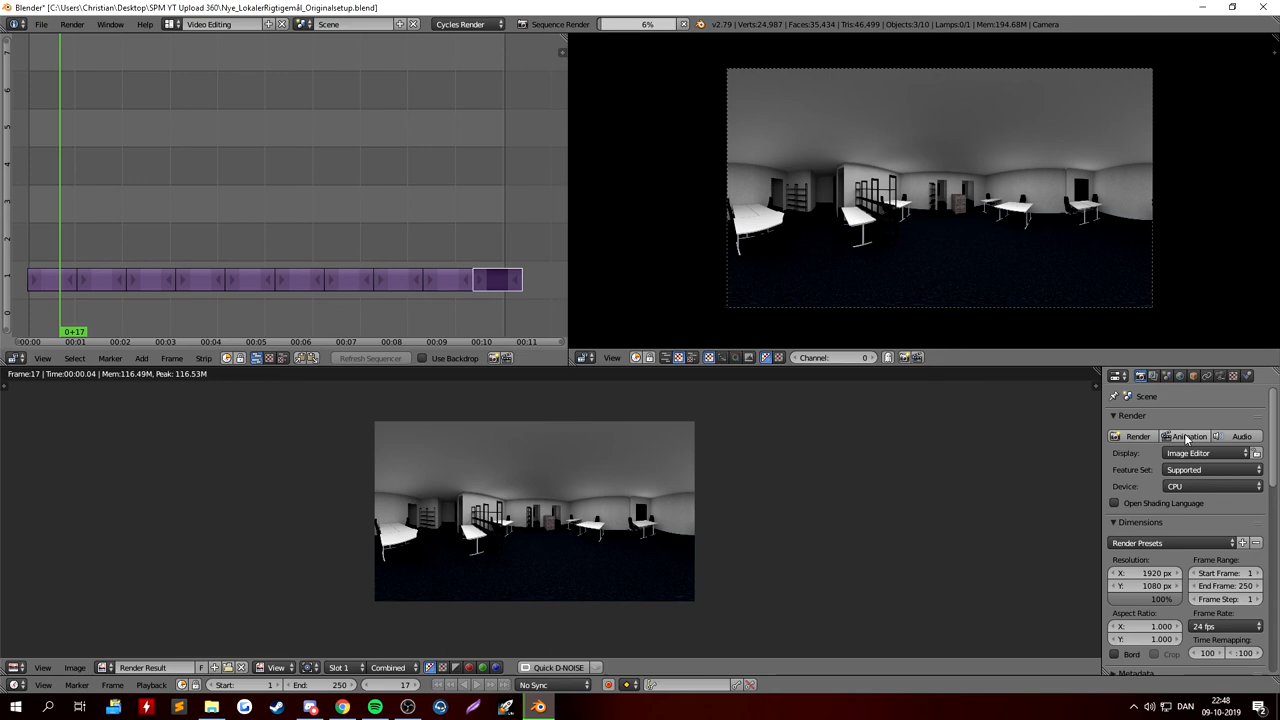 Blender* [C:\Users\Christian\Desktop\SPM YT Upload 360\Nye_LokalerRigtigemål_Originalsetup.blend]
File Render Window Help Video Editing Scene Cycles Render Sequence Render 6% v2.79 | Verts:24,987 | Faces:35,434 | Tris:46,499 | Objects:3/10 | Lamps:0/1 | Mem:194.68M | Camera
7
6
5
4
3
2
1
0
0+17
00:00 00:01 00:02 00:03 00:04 00:05 00:06 00:07 00:08 00:09 00:10 00:11
View Select Marker Add Frame Strip Refresh Sequencer Use Backdrop
View Channel: 0
Frame:17 | Time:00:00.04 | Mem:116.49M, Peak: 116.53M
Scene
Render
Render Animation Audio
Display: Image Editor
Feature Set: Supported
Device: CPU
Open Shading Language
Dimensions
Render Presets
Resolution: Frame Range:
X: 1920 px Start Frame: 1
Y: 1080 px End Frame: 250
100% Frame Step: 1
Aspect Ratio: Frame Rate:
X: 1.000 24 fps
Y: 1.000 Time Remapping:
Bord Crop 100 :100
Metadata
View Image Render Result F View Slot 1 Combined Quick D-NOISE
View Marker Frame Playback Start: 1 End: 250 17 No Sync
DAN
22:48
09-10-2019
2